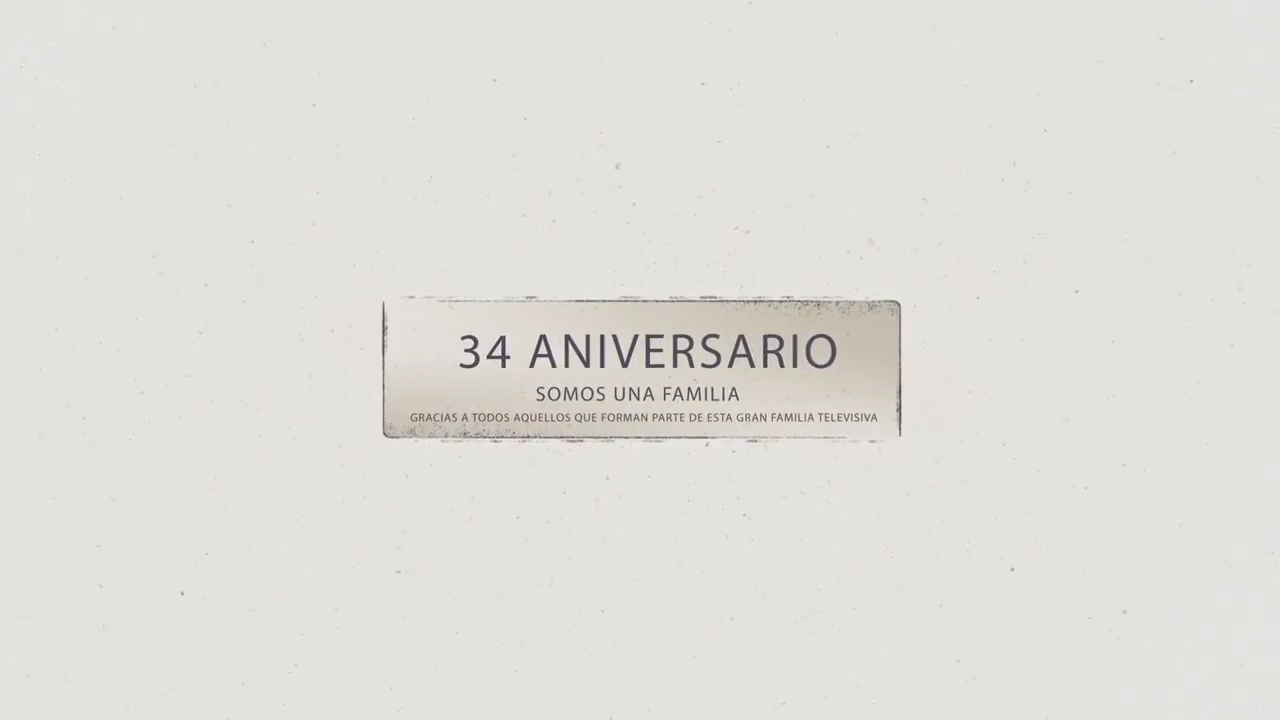 34 ANIVERSARIO
SOMOS UNA FAMILIA
GRACIAS A TODOS AQUELLOS QUE FORMAN PARTE DE ESTA GRAN FAMILIA TELEVISIVA